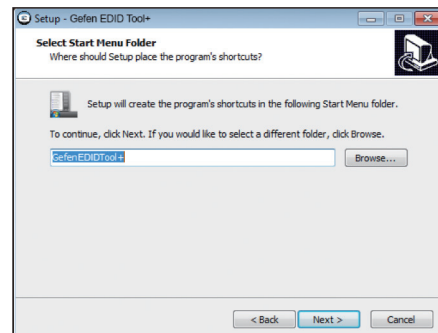 Setup - Gefen EDID Tool+
Select Start Menu Folder
Where should Setup place the program's shortcuts?
Setup will create the program's shortcuts in the following Start Menu folder.
To continue, click Next. If you would like to select a different folder, click Browse.
GefenEDIDTool+
Browse...
< Back
Next >
Cancel